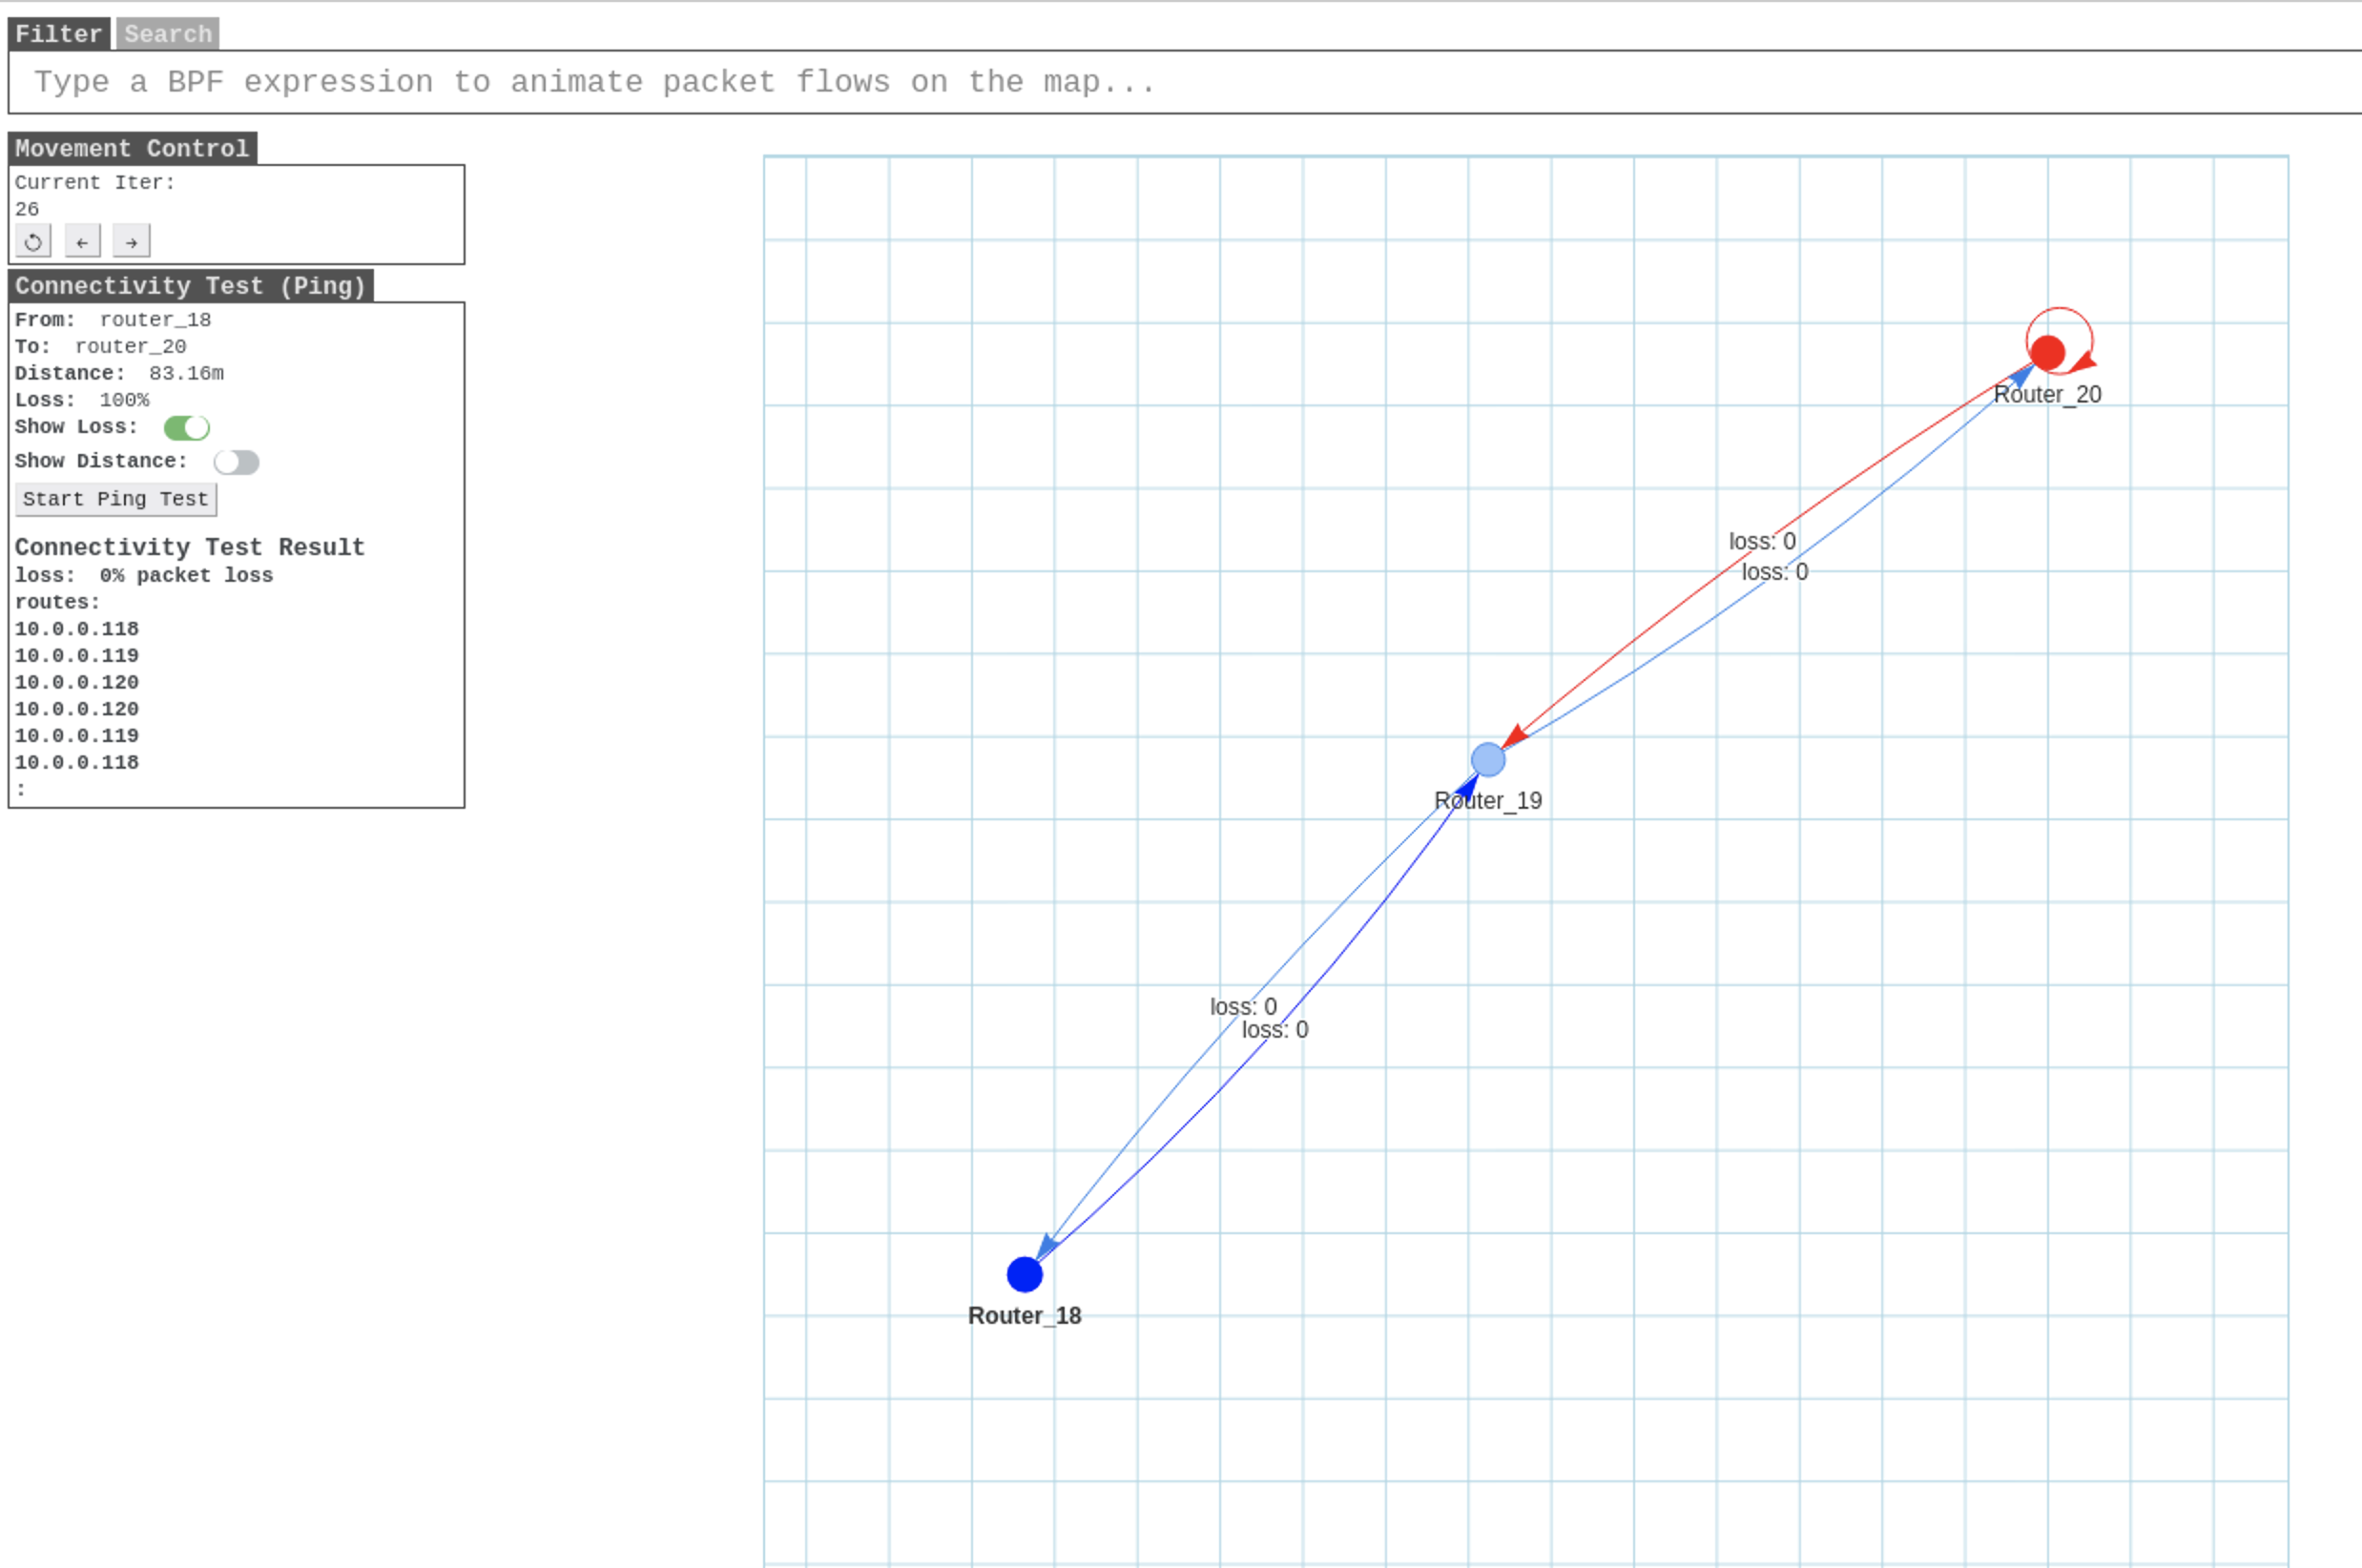 Filter Search
Type a BPF expression to animate packet flows on the map...
Movement Control
Current Iter:
26
Connectivity Test (Ping)
From: router_18
To: router_20
Distance: 83.16m
Loss: 100%
Show Loss:
Show Distance:
Start Ping Test
Connectivity Test Result
loss: 0% packet loss
routes:
10.0.0.118
10.0.0.119
10.0.0.120
10.0.0.120
10.0.0.119
10.0.0.118
:
Router_20
loss: 0
loss: 0
Router_19
loss: 0
loss: 0
Router_18